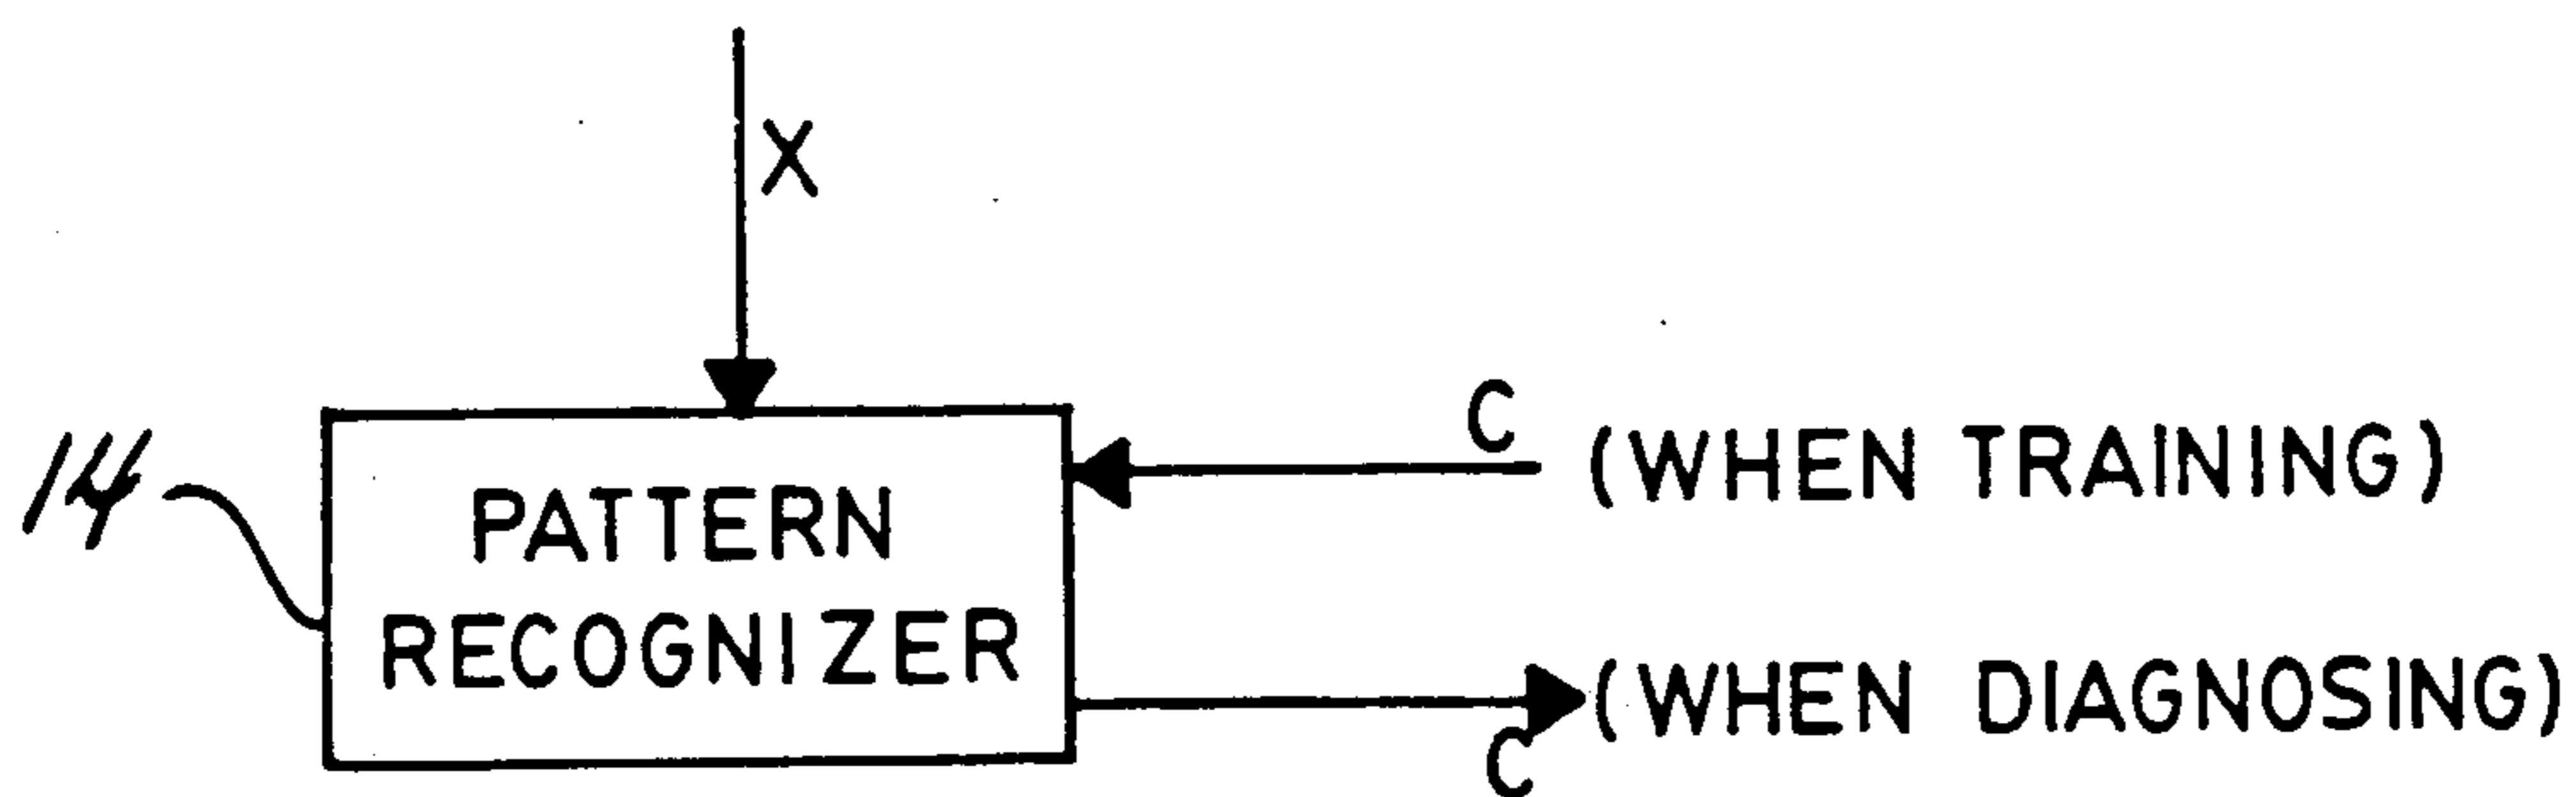 X
C (WHEN TRAINING)
14
PATTERN
RECOGNIZER
(WHEN DIAGNOSING)
C